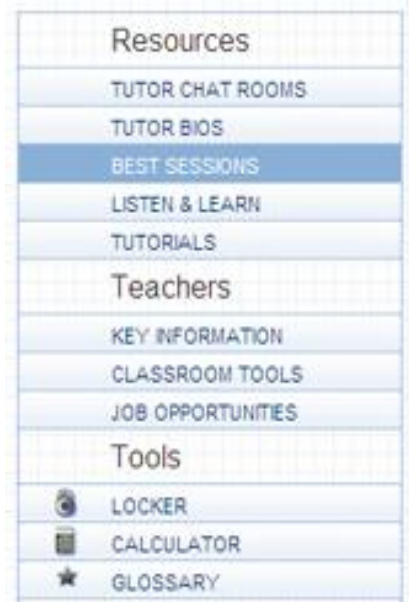 Resources
TUTOR CHAT ROOMS
TUTOR BIOS
BEST SESSIONS
LISTEN & LEARN
TUTORIALS
Teachers
KEY INFORMATION
CLASSROOM TOOLS
JOB OPPORTUNITIES
Tools
LOCKER
CALCULATOR
GLOSSARY